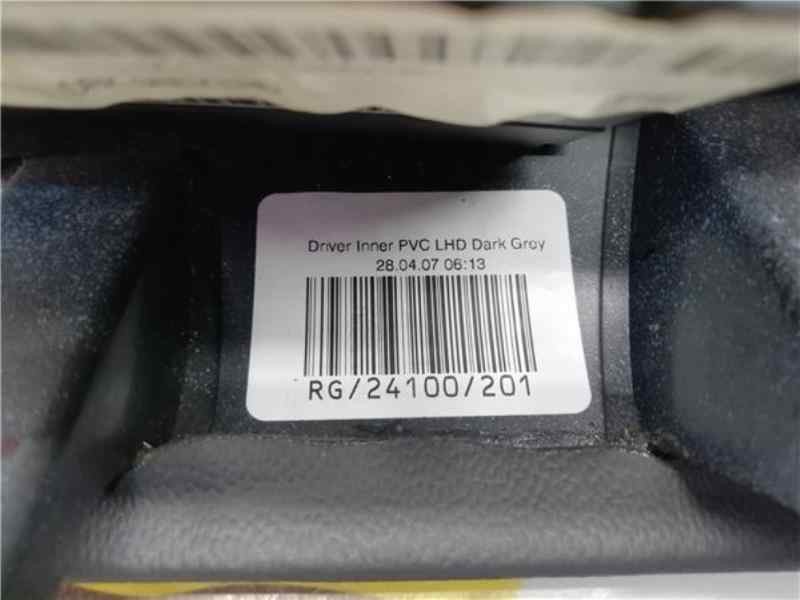 Driver Inner PVC LHD Dark Grey
28.04.07 06:13
RG/24100/201